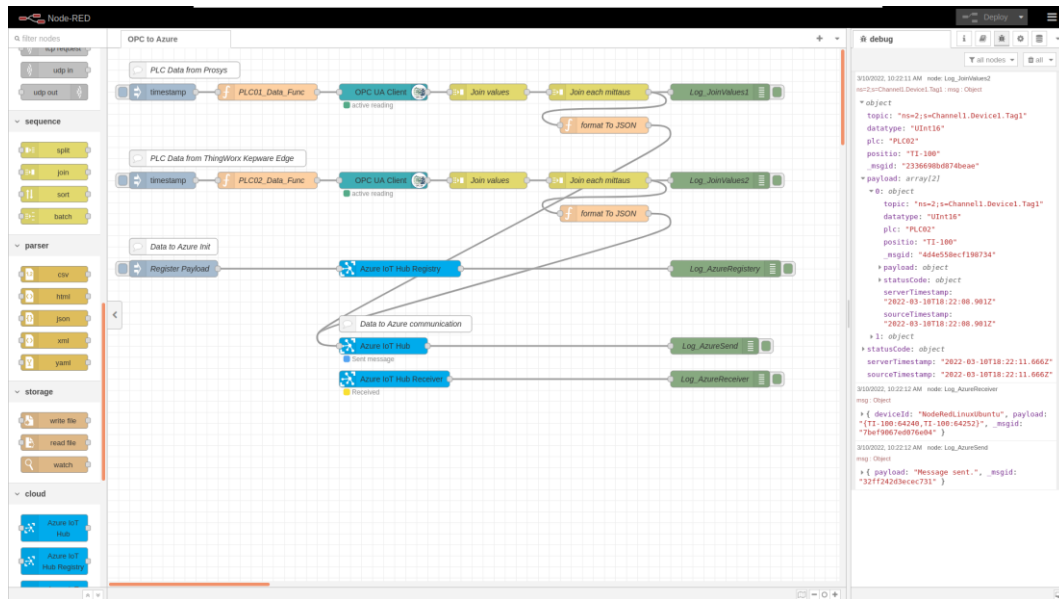 Node-RED
Deploy
filter nodes
OPC to Azure
debug
tcp request
udp in
udp out
sequence
split
join
sort
batch
parser
csv
html
json
xml
yaml
storage
write file
read file
watch
cloud
Azure IoT Hub
Azure IoT Hub Registry
PLC Data from Prosys
timestamp
PLC01_Data_Func
OPC UA Client
active reading
Join values
Join each mittaus
Log_JoinValues1
format To JSON
PLC Data from ThingWorx Kepware Edge
timestamp
PLC02_Data_Func
OPC UA Client
active reading
Join values
Join each mittaus
Log_JoinValues2
format To JSON
Data to Azure Init
Register Payload
Azure IoT Hub Registry
Log_AzureRegistery
Data to Azure communication
Azure IoT Hub
Sent message
Log_AzureSend
Azure IoT Hub Receiver
Received
Log_AzureReceiver
all nodes
all
3/10/2022, 10:22:11 AM node: Log_JoinValues2
ns=2;s=Channel1.Device1.Tag1 : msg : Object
object
topic: "ns=2;s=Channel1.Device1.Tag1"
datatype: "UInt16"
plc: "PLC02"
positio: "TI-100"
_msgid: "2336698bd874beae"
payload: array[2]
0: object
topic: "ns=2;s=Channel1.Device1.Tag1"
datatype: "UInt16"
plc: "PLC02"
positio: "TI-100"
_msgid: "4d4e558ecf198734"
payload: object
statusCode: object
serverTimestamp:
"2022-03-10T18:22:08.901Z"
sourceTimestamp:
"2022-03-10T18:22:08.901Z"
1: object
statusCode: object
serverTimestamp: "2022-03-10T18:22:11.666Z"
sourceTimestamp: "2022-03-10T18:22:11.666Z"
3/10/2022, 10:22:12 AM node: Log_AzureReceiver
msg : Object
{ deviceId: "NodeRedLinuxUbuntu", payload:
"{TI-100:64240,TI-100:64252}", _msgid:
"7bef9067ed076e04" }
3/10/2022, 10:22:12 AM node: Log_AzureSend
msg : Object
{ payload: "Message sent.", _msgid:
"32ff242d3ecec731" }